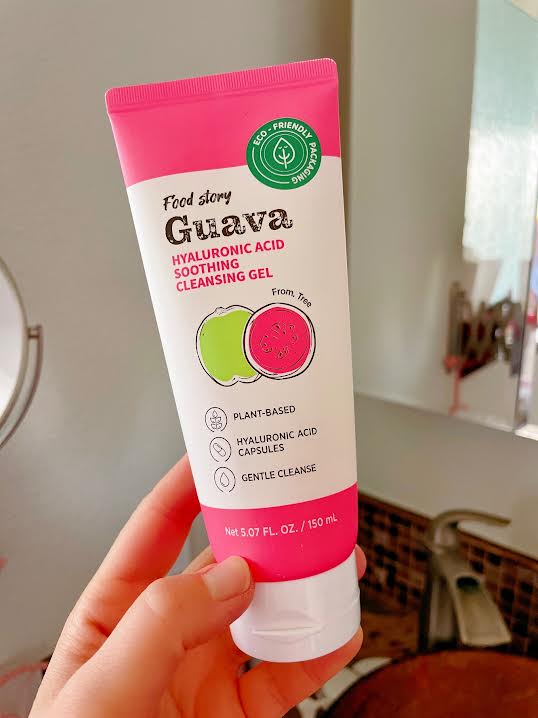 ECO-FRIENDLY PACKAGING
Food story
Guava
HYALURONIC ACID
SOOTHING
CLEANSING GEL
From, Tree
PLANT-BASED
HYALURONIC ACID
CAPSULES
GENTLE CLEANSE
Net 5.07 FL. OZ. / 150 mL